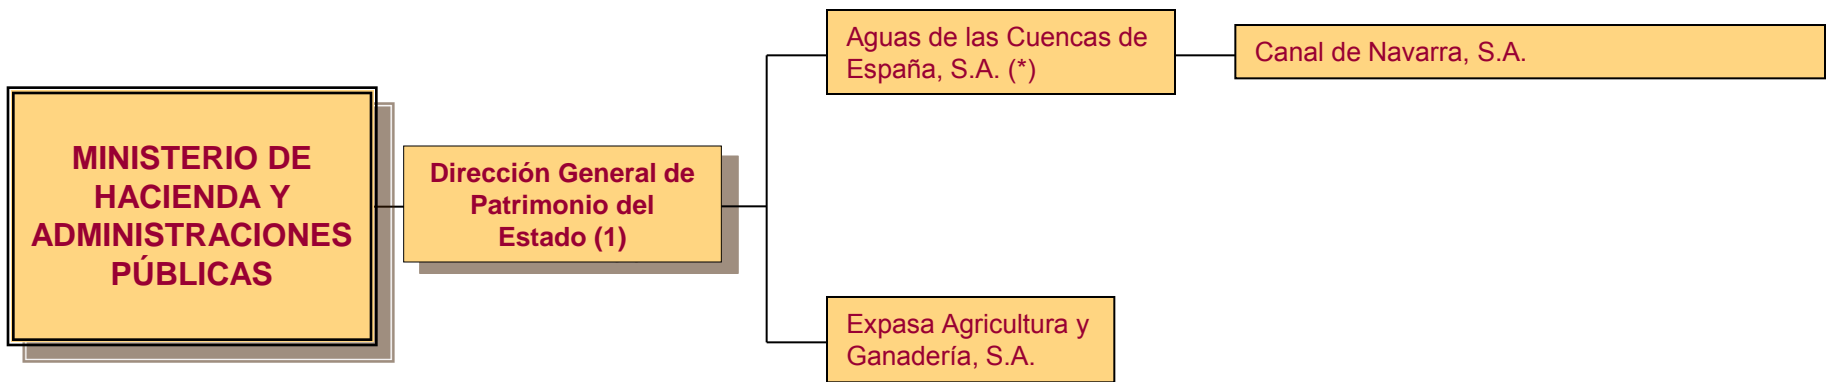 MINISTERIO DE
HACIENDA Y
ADMINISTRACIONES
PÚBLICAS
Dirección General de
Patrimonio del
Estado (1)
Aguas de las Cuencas de
España, S.A. (*)
Canal de Navarra, S.A.
Expasa Agricultura y
Ganadería, S.A.